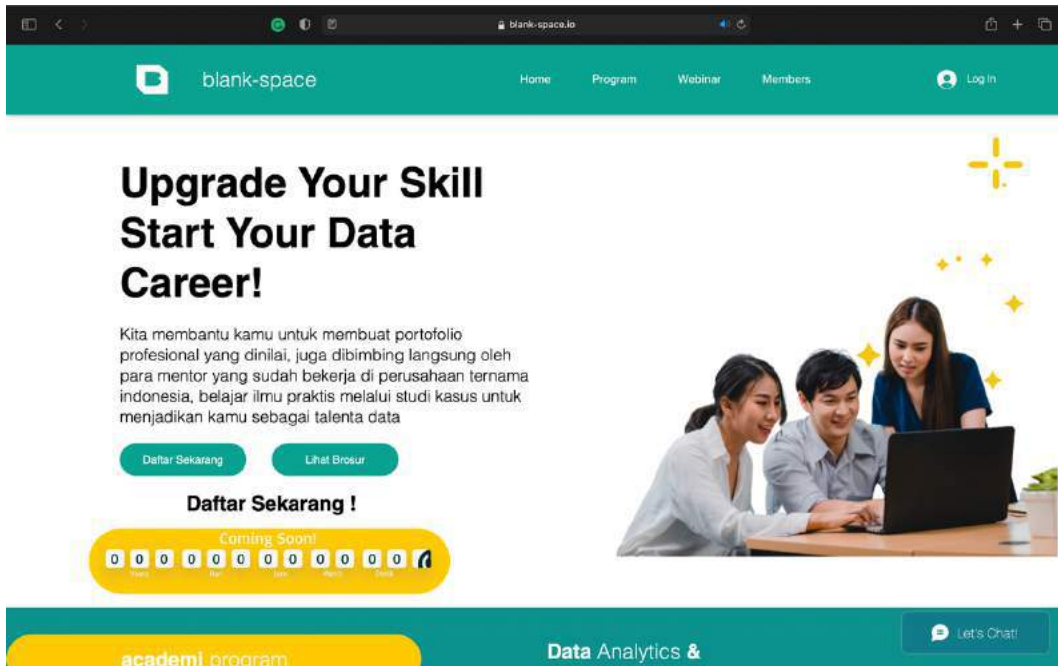 blank-space.io
blank-space
Home
Program
Webinar
Members
Log In
Upgrade Your Skill
Start Your Data
Career!
Kita membantu kamu untuk membuat portofolio
profesional yang dinilai, juga dibimbing langsung oleh
para mentor yang sudah bekerja di perusahaan ternama
indonesia, belajar ilmu praktis melalui studi kasus untuk
menjadikan kamu sebagai talenta data
Daftar Sekarang
Lihat Brosur
Daftar Sekarang !
Coming Soon!
0 0 0 0 0 0 0 0 0 0 0 0
academi program
Data Analytics &
Let's Chat!